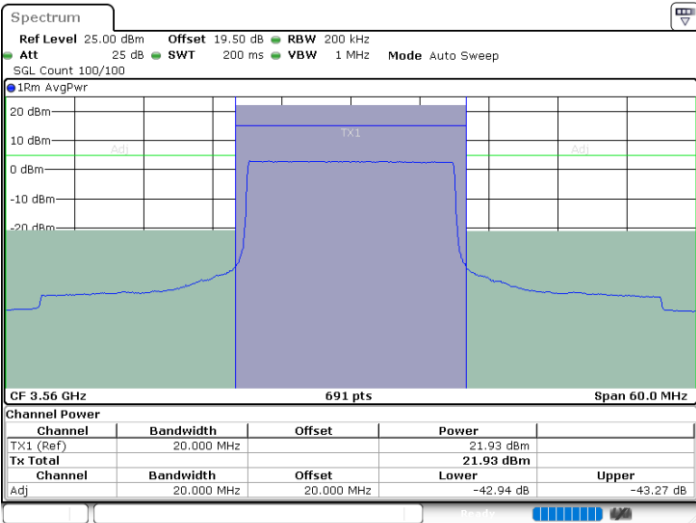 Spectrum
Ref Level 25.00 dBm Offset 19.50 dB RBW 200 kHz
Att 25 dB SWT 200 ms VBW 1 MHz Mode Auto Sweep
SGL Count 100/100
1Rm AvgPwr
20 dBm
TX1
10 dBm
Adj Adj
0 dBm
-10 dBm
-20 dBm
CF 3.56 GHz 691 pts Span 60.0 MHz
Channel Power
Channel Bandwidth Offset Power
TX1 (Ref) 20.000 MHz 21.93 dBm
Tx Total 21.93 dBm
Channel Bandwidth Offset Lower Upper
Adj 20.000 MHz 20.000 MHz -42.94 dB -43.27 dB
Ready